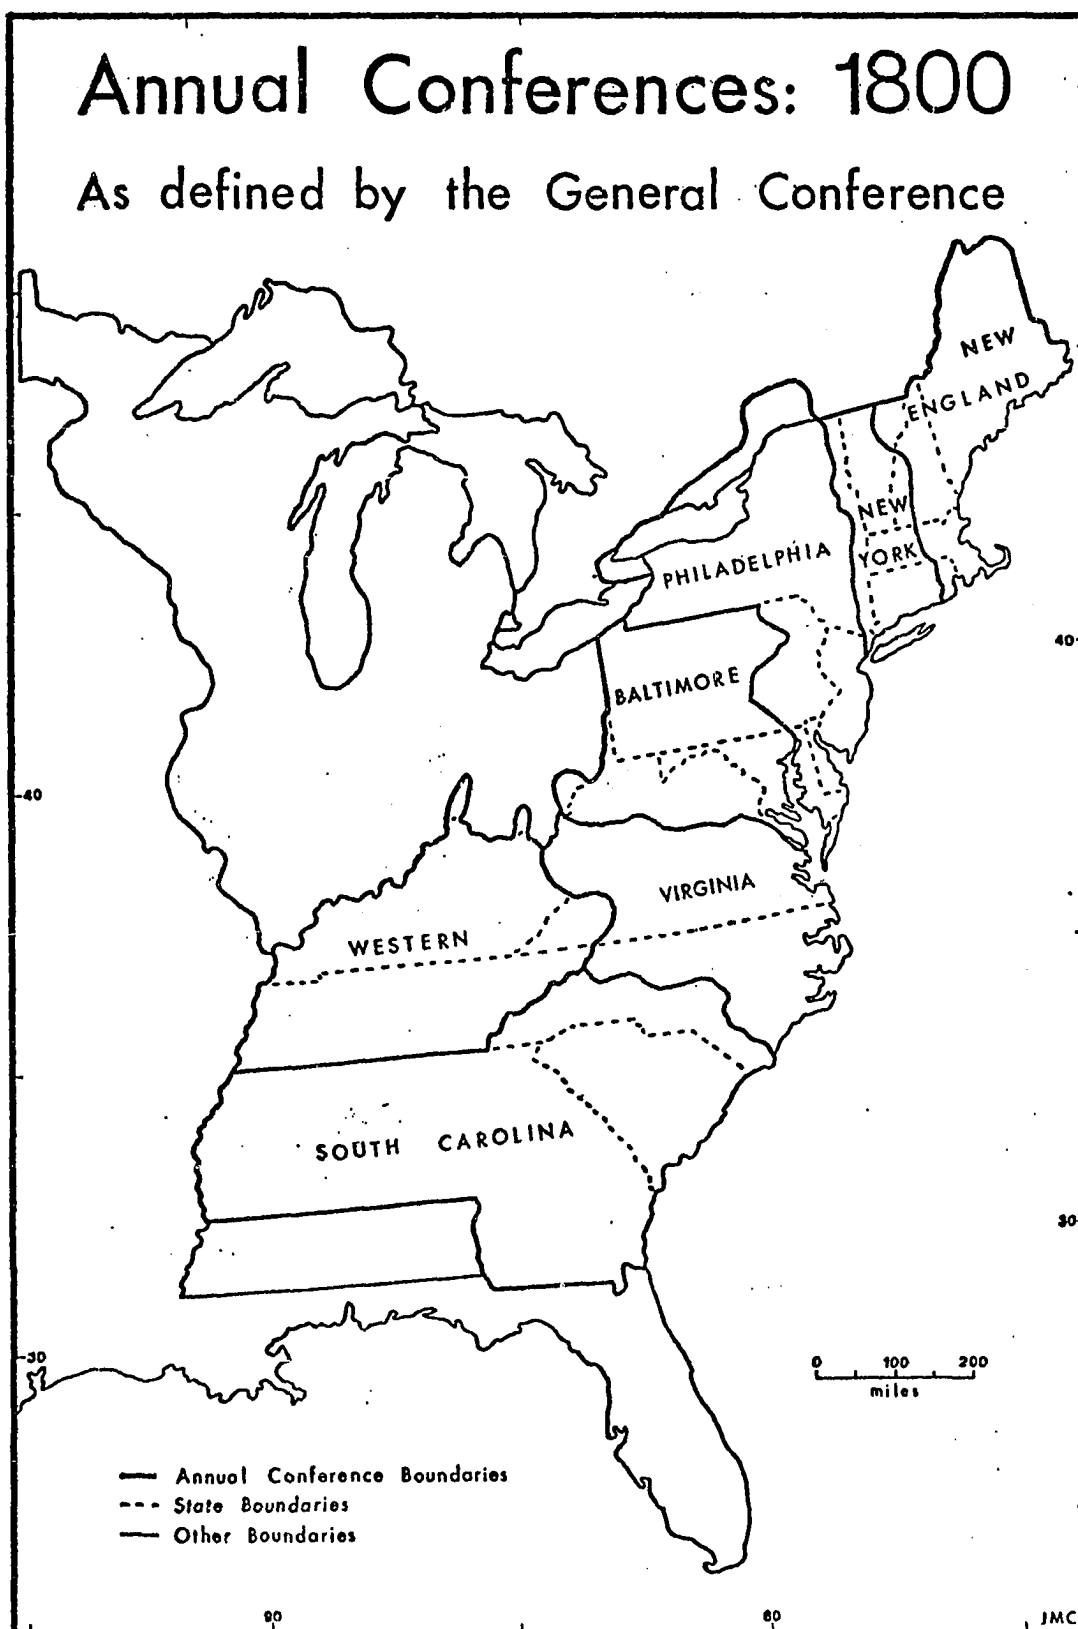 Annual Conferences: 1800
As defined by the General Conference
NEW
ENGLAND
NEW
YORK
PHILADELPHIA
40
BALTIMORE
40
VIRGINIA
WESTERN
SOUTH CAROLINA
30
30
0 100 200
miles
Annual Conference Boundaries
State Boundaries
Other Boundaries
90 80 JMC